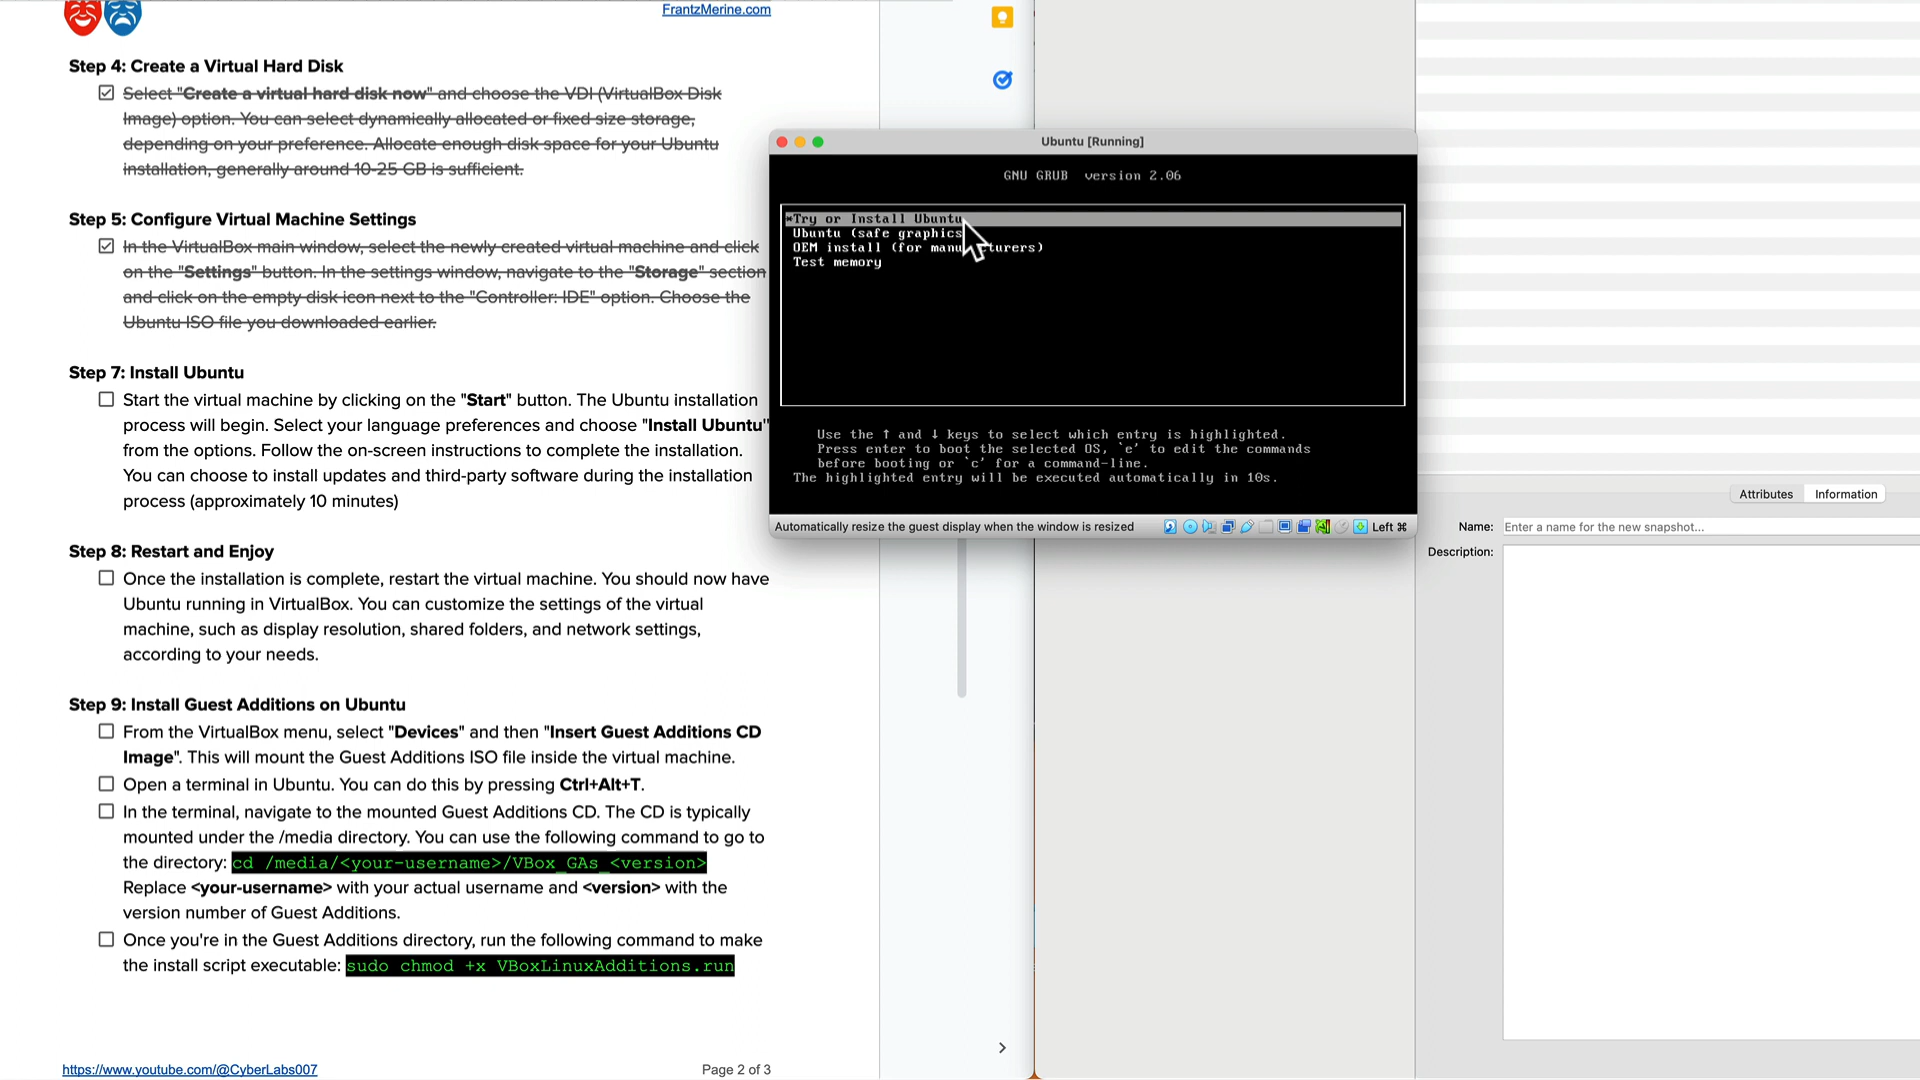 FrantzMerine.com
Step 4: Create a Virtual Hard Disk
Select "Create a virtual hard disk now" and choose the VDI (VirtualBox Disk
Image) option. You can select dynamically allocated or fixed size storage,
depending on your preference. Allocate enough disk space for your Ubuntu
installation, generally around 10-25 GB is sufficient.
Step 5: Configure Virtual Machine Settings
In the VirtualBox main window, select the newly created virtual machine and click
on the "Settings" button. In the settings window, navigate to the "Storage" section
and click on the empty disk icon next to the "Controller: IDE" option. Choose the
Ubuntu ISO file you downloaded earlier.
Step 7: Install Ubuntu
Start the virtual machine by clicking on the "Start" button. The Ubuntu installation
process will begin. Select your language preferences and choose "Install Ubuntu"
from the options. Follow the on-screen instructions to complete the installation.
You can choose to install updates and third-party software during the installation
process (approximately 10 minutes)
Step 8: Restart and Enjoy
Once the installation is complete, restart the virtual machine. You should now have
Ubuntu running in VirtualBox. You can customize the settings of the virtual
machine, such as display resolution, shared folders, and network settings,
according to your needs.
Step 9: Install Guest Additions on Ubuntu
From the VirtualBox menu, select "Devices" and then "Insert Guest Additions CD
Image". This will mount the Guest Additions ISO file inside the virtual machine.
Open a terminal in Ubuntu. You can do this by pressing Ctrl+Alt+T.
In the terminal, navigate to the mounted Guest Additions CD. The CD is typically
mounted under the /media directory. You can use the following command to go to
the directory: cd /media/<your-username>/VBox_GAs_<version>
Replace <your-username> with your actual username and <version> with the
version number of Guest Additions.
Once you're in the Guest Additions directory, run the following command to make
the install script executable: sudo chmod +x VBoxLinuxAdditions.run
https://www.youtube.com/@CyberLabs007
Page 2 of 3
Ubuntu [Running]
GNU GRUB version 2.06
*Try or Install Ubuntu
Ubuntu (safe graphics
OEM install (for manu turers)
Test memory
Use the ↑ and ↓ keys to select which entry is highlighted.
Press enter to boot the selected OS, `e' to edit the commands
before booting or `c' for a command-line.
The highlighted entry will be executed automatically in 10s.
Automatically resize the guest display when the window is resized
Left ⌘
Attributes
Information
Name: Enter a name for the new snapshot...
Description: